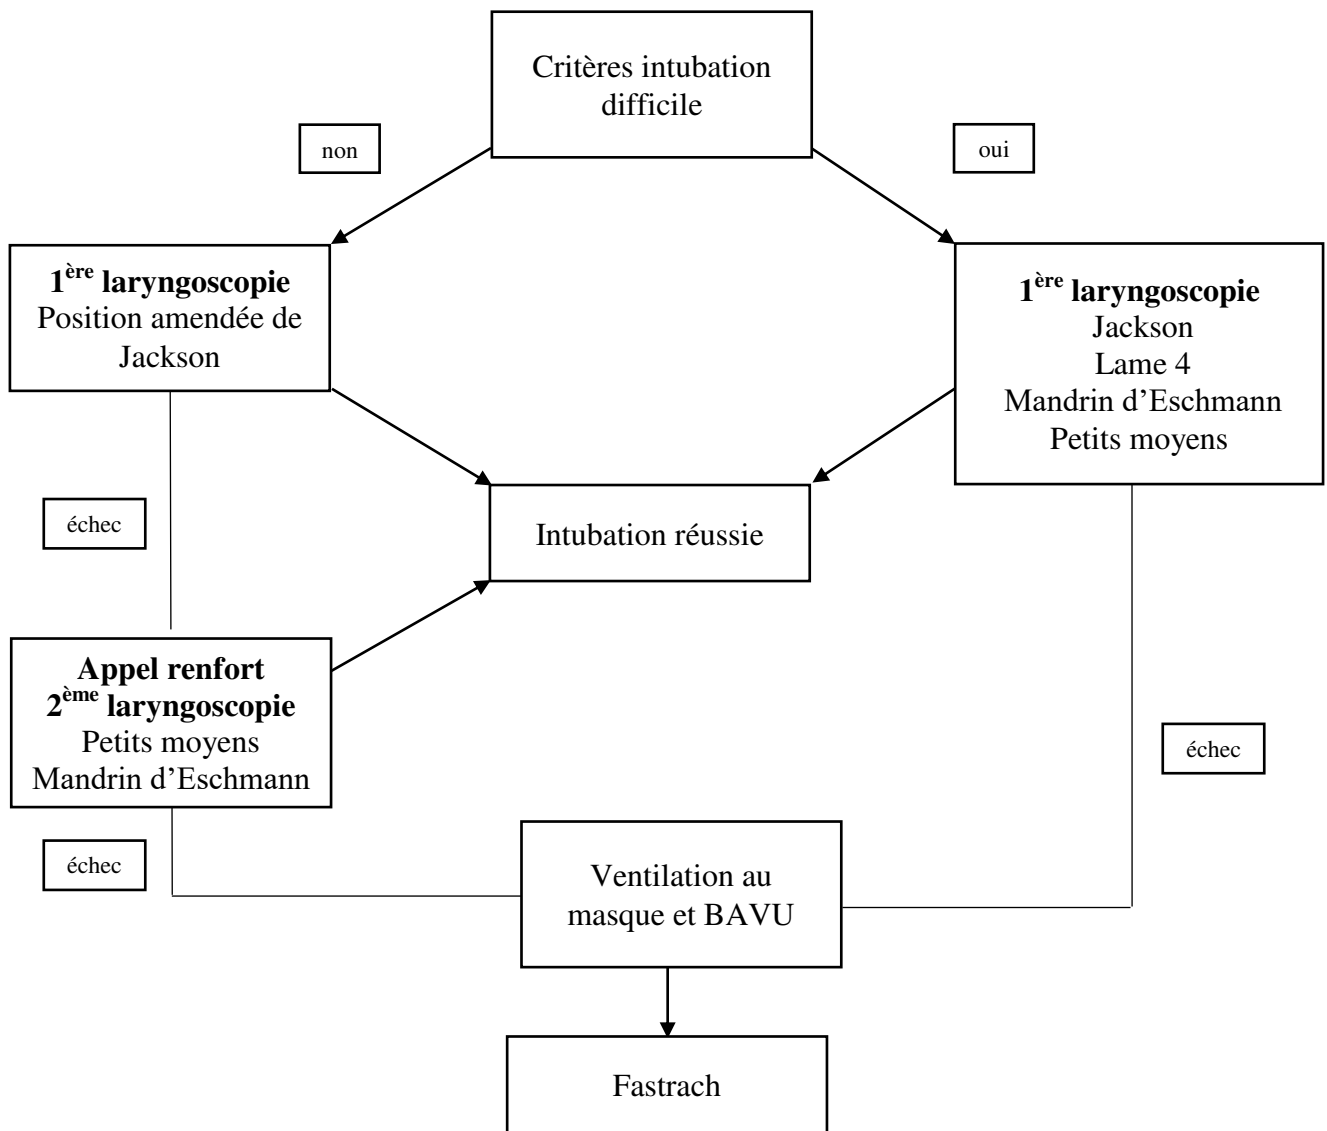 Critères intubation
difficile
non
oui
1ère laryngoscopie
Position amendée de
Jackson
1ère laryngoscopie
Jackson
Lame 4
Mandrin d’Eschmann
Petits moyens
échec
Intubation réussie
Appel renfort
2ème laryngoscopie
Petits moyens
Mandrin d’Eschmann
échec
échec
Ventilation au
masque et BAVU
Fastrach